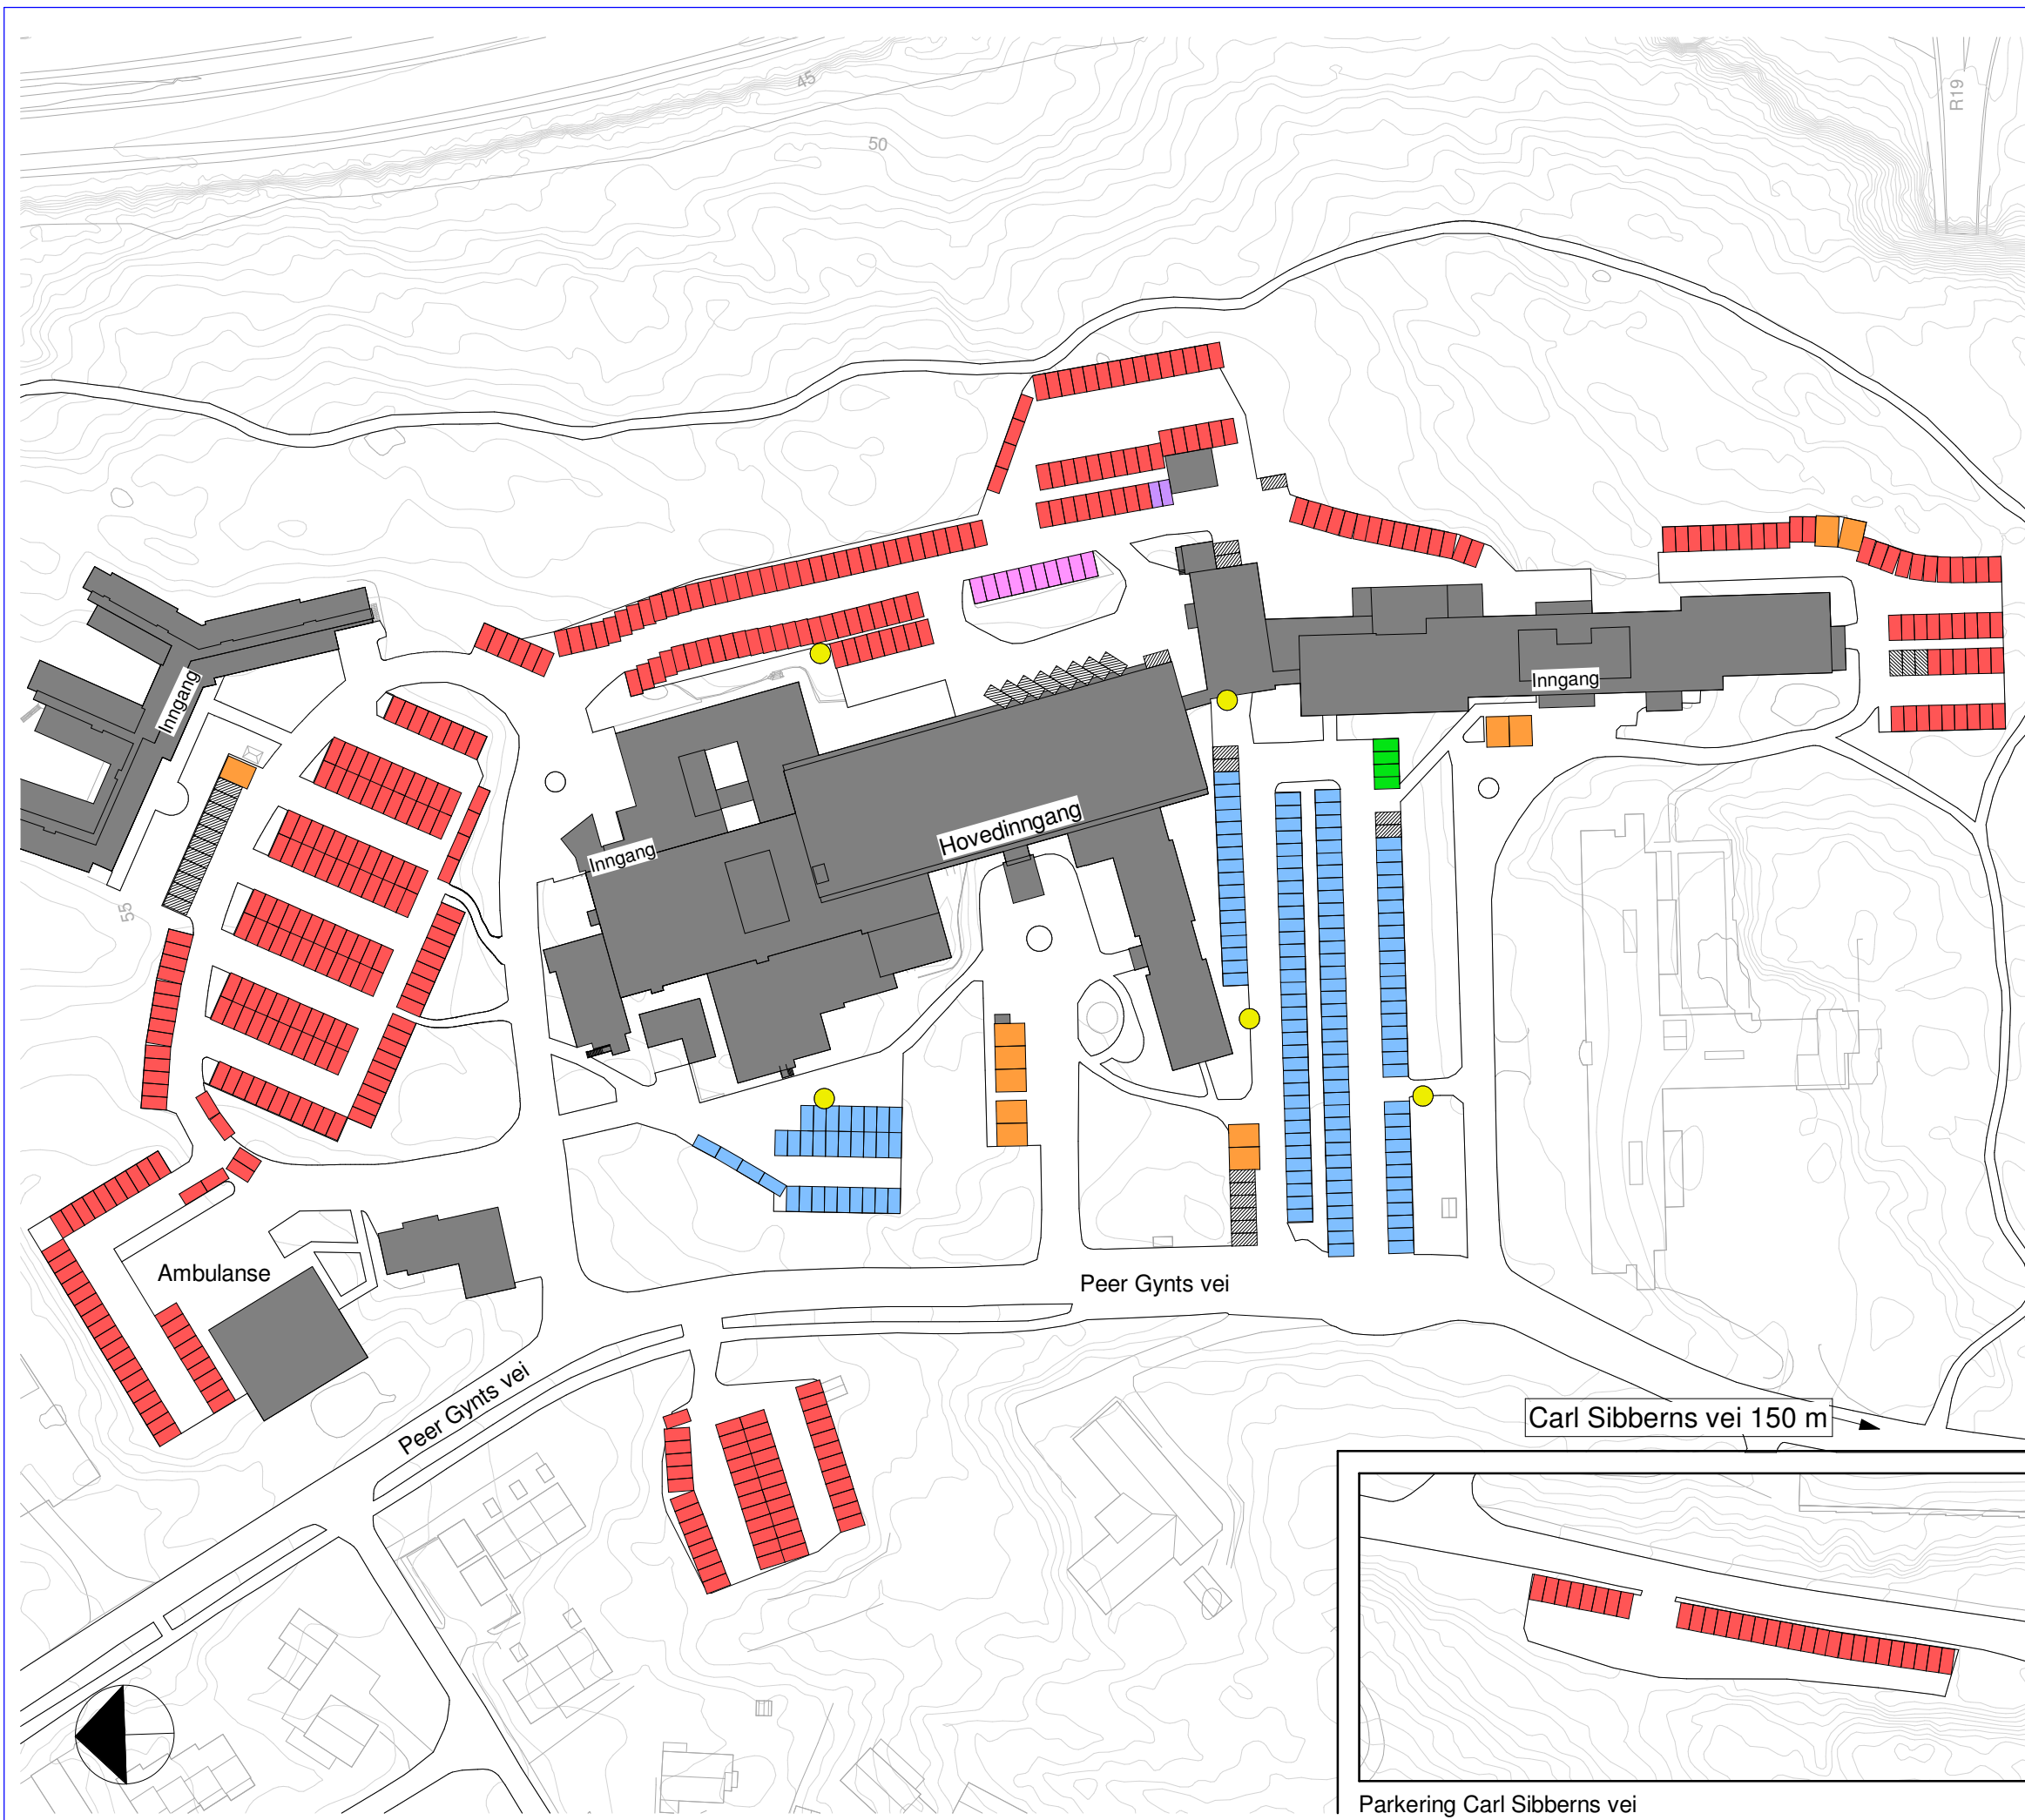 45
50
R19
Inngang
Inngang
Hovedinngang
Inngang
55
Ambulanse
Peer Gynts vei
Peer Gynts vei
Carl Sibberns vei 150 m
Parkering Carl Sibberns vei